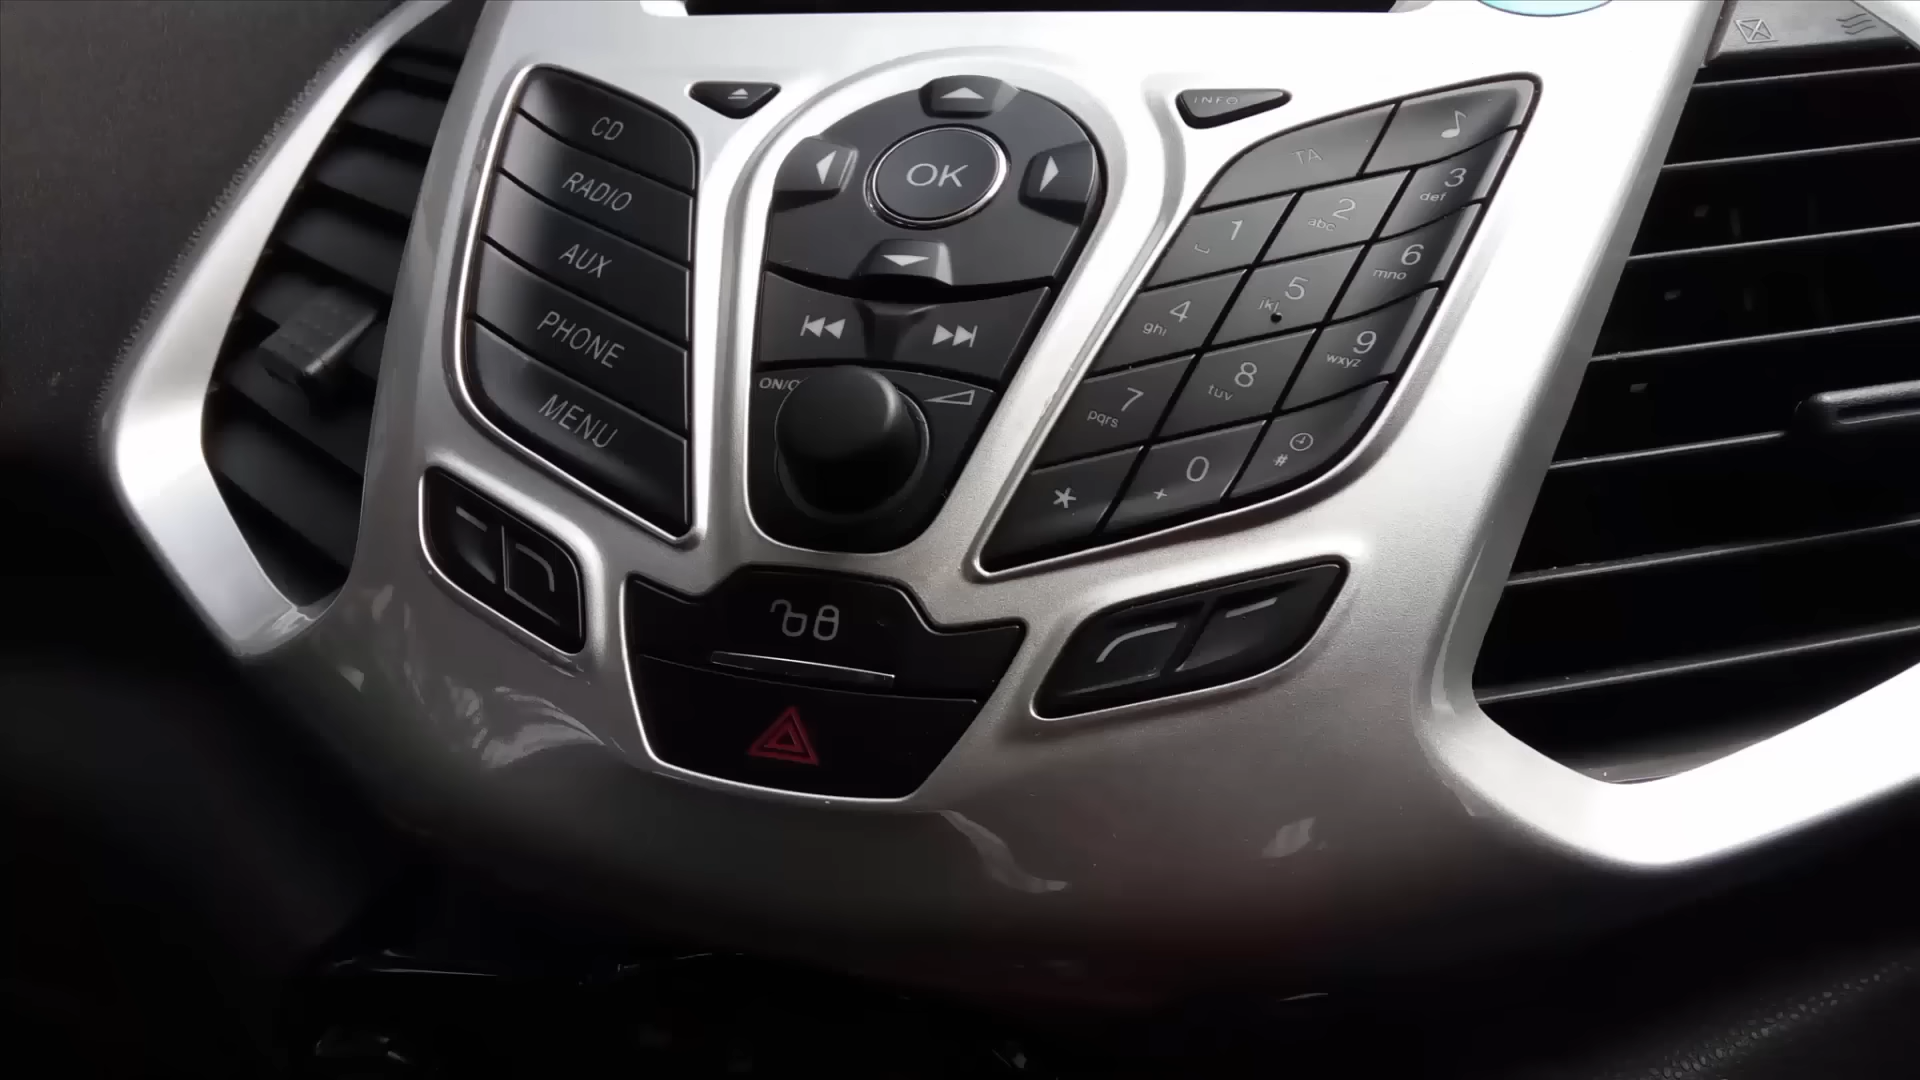 CD
RADIO
AUX
PHONE
MENU
OK
INFO
TA
1
2 abc
3 def
4 ghi
5 jkl
6 mno
7 pqrs
8 tuv
9 wxyz
*
0 +
#